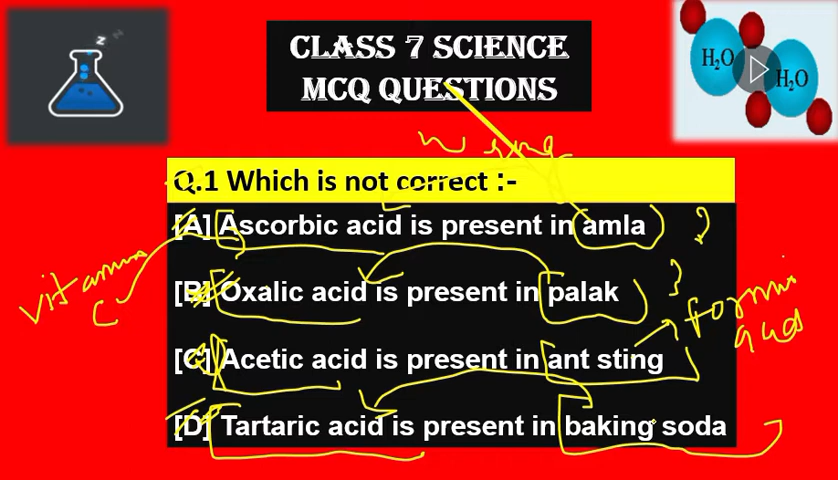 z z z
CLASS 7 SCIENCE
MCQ QUESTIONS
H₂O
H₂O
wrong
Q.1 Which is not correct :-
[A] Ascorbic acid is present in amla
vitamin
C
[B] Oxalic acid is present in palak
formic
acid
[C] Acetic acid is present in ant sting
[D] Tartaric acid is present in baking soda